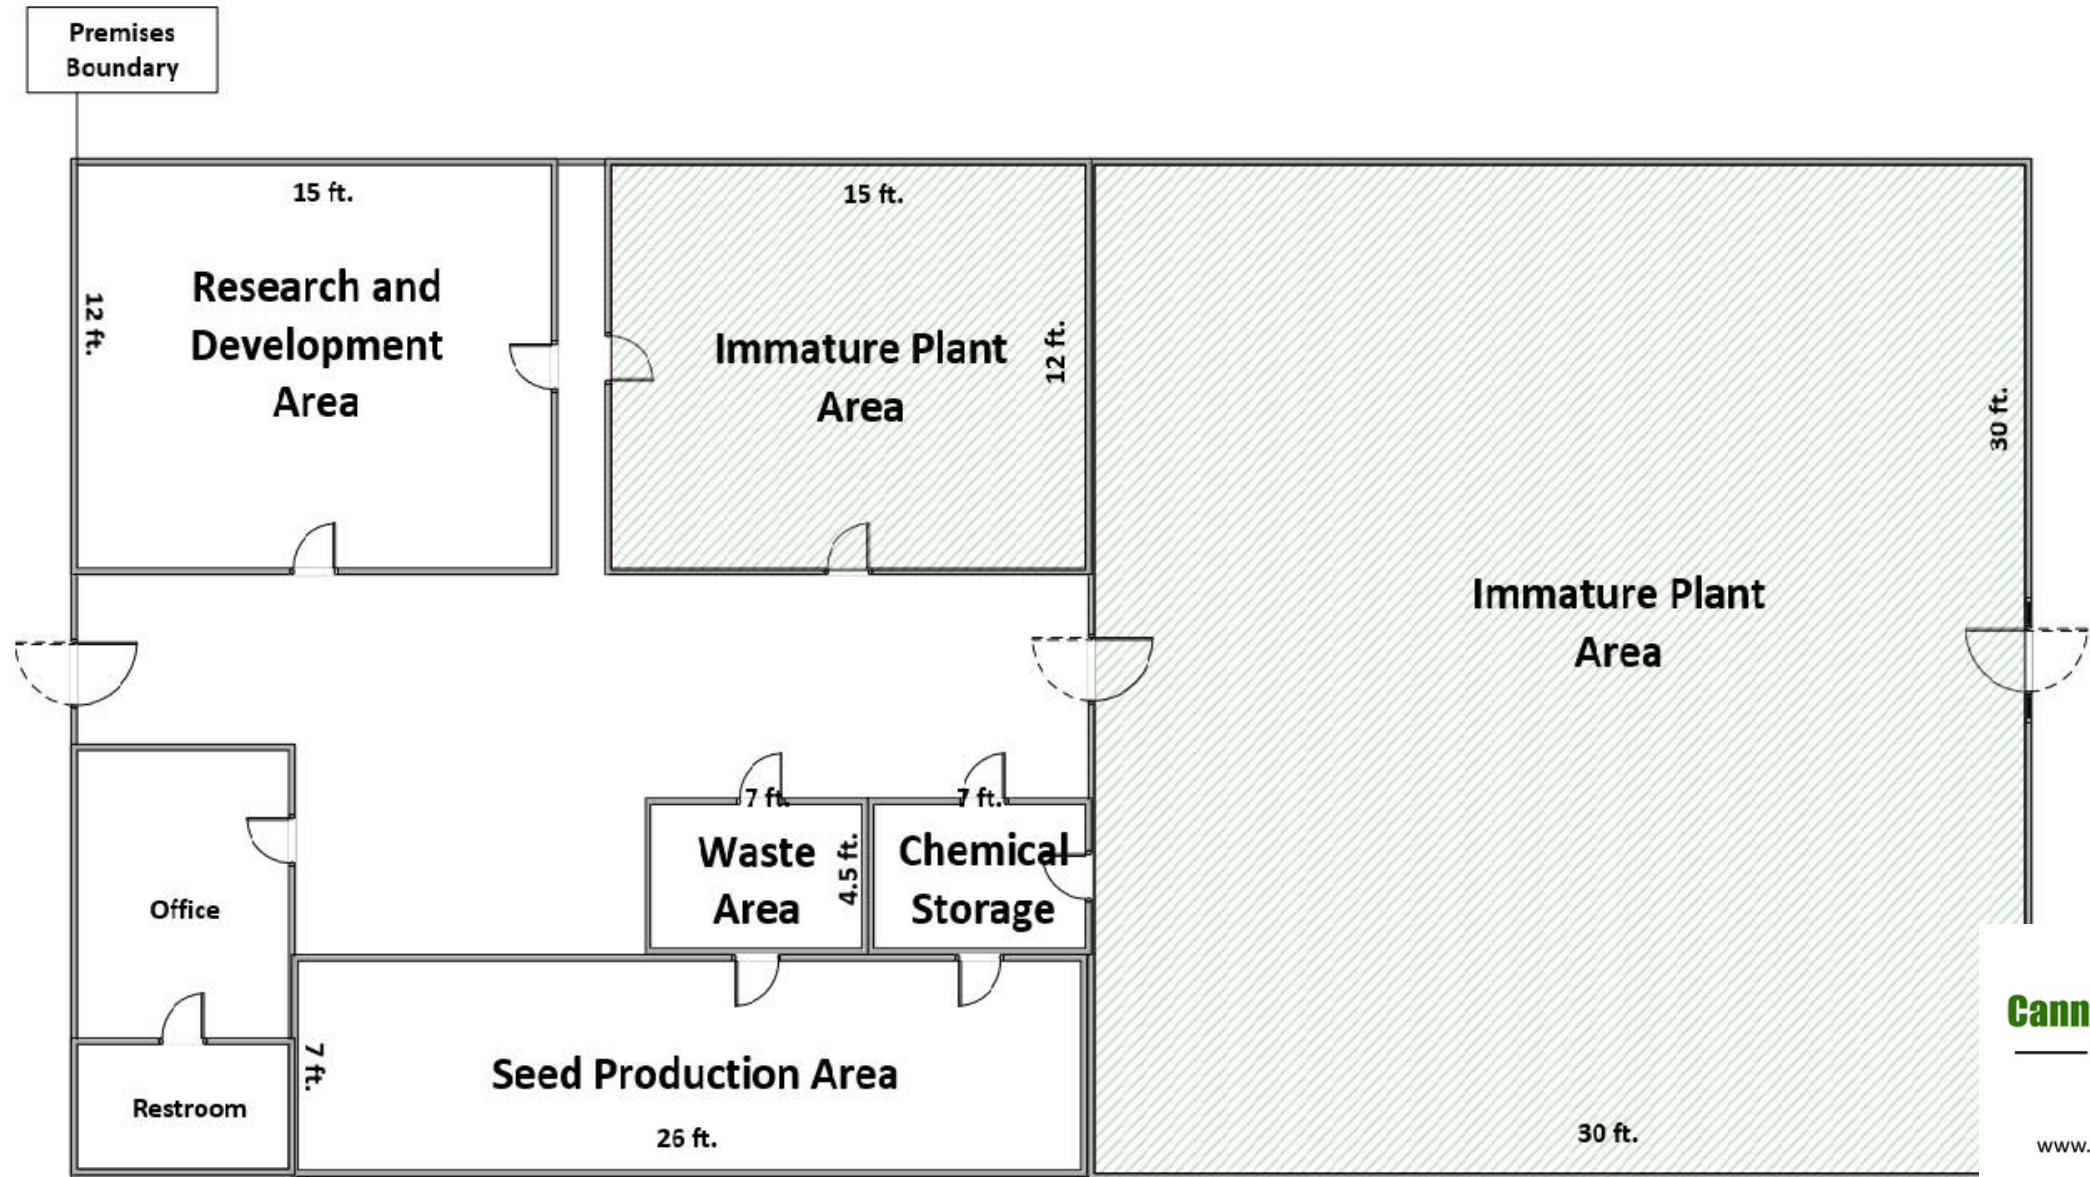 Premises
Boundary
15 ft.
12 ft.
Research and
Development
Area
15 ft.
12 ft.
Immature Plant
Area
30 ft.
Immature Plant
Area
30 ft.
7 ft.
Waste
Area
4.5 ft.
7 ft.
Chemical
Storage
Office
Restroom
7 ft.
Seed Production Area
26 ft.
Cann
www.